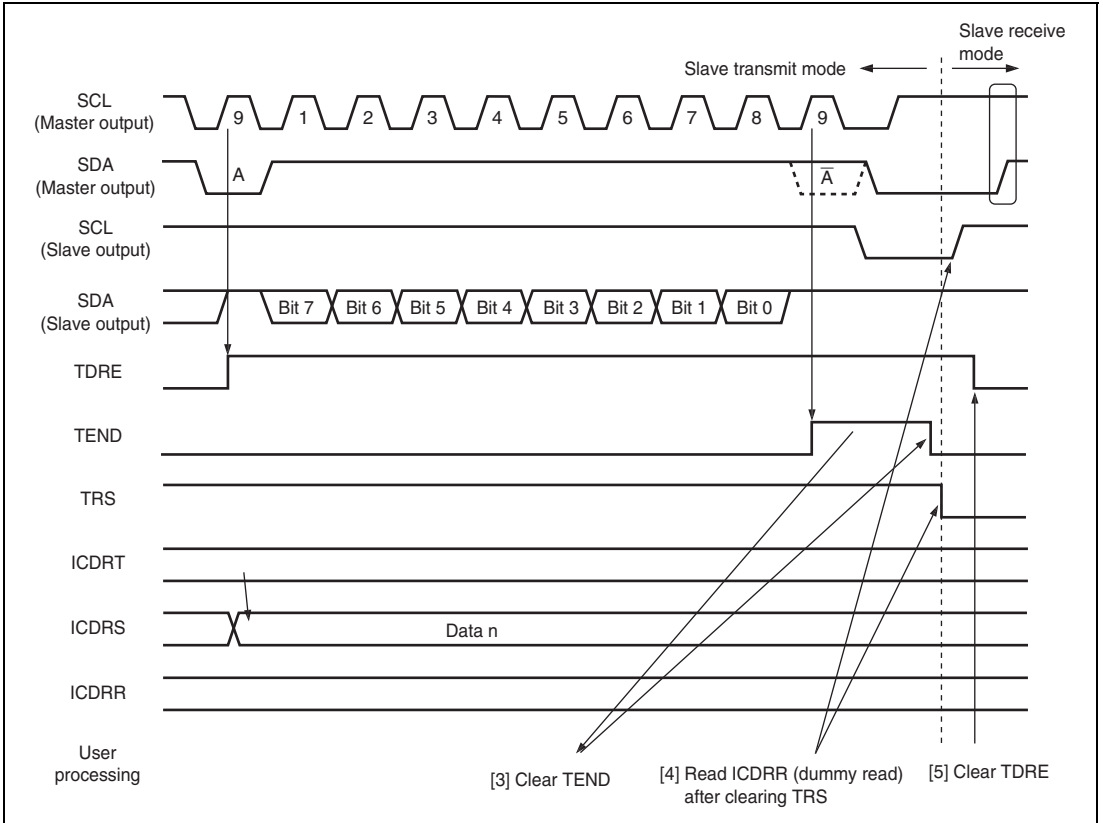 Slave receive
mode
Slave transmit mode
SCL
(Master output)
9 1 2 3 4 5 6 7 8 9
SDA
(Master output)
A A̅
SCL
(Slave output)
SDA
(Slave output)
Bit 7 Bit 6 Bit 5 Bit 4 Bit 3 Bit 2 Bit 1 Bit 0
TDRE
TEND
TRS
ICDRT
ICDRS
Data n
ICDRR
User
processing
[3] Clear TEND
[4] Read ICDRR (dummy read)
after clearing TRS
[5] Clear TDRE